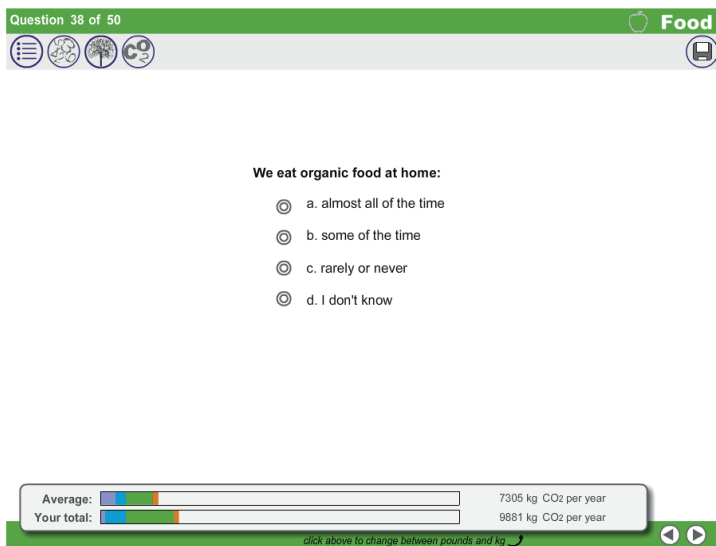 Question 38 of 50
Food
CO2
We eat organic food at home:
a. almost all of the time
b. some of the time
c. rarely or never
d. I don't know
Average: 7305 kg CO2 per year
Your total: 9881 kg CO2 per year
click above to change between pounds and kg